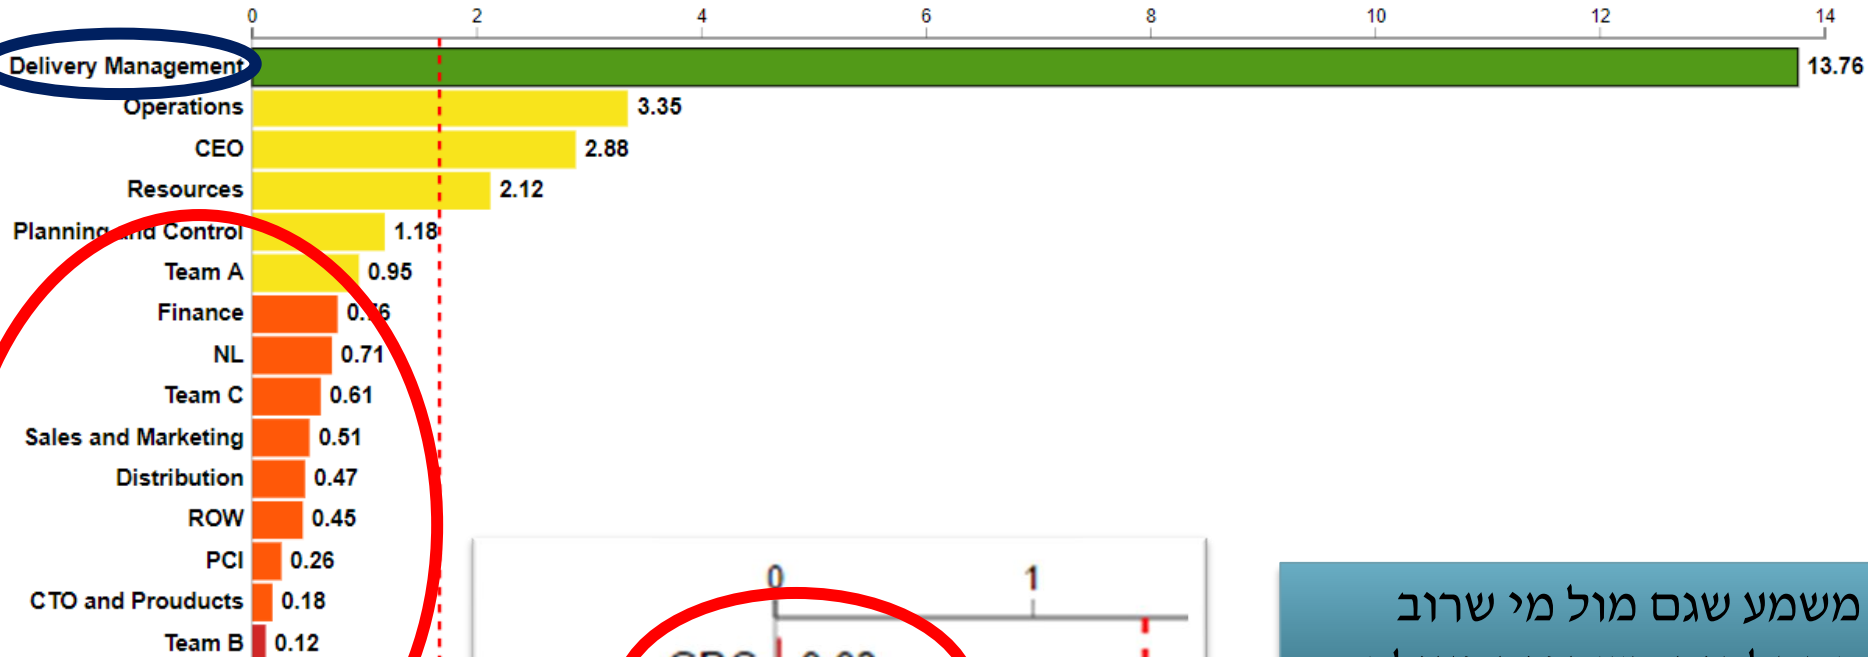 0 2 4 6 8 10 12 14
Delivery Management 13.76
Operations 3.35
CEO 2.88
Resources 2.12
Planning and Control 1.18
Team A 0.95
Finance 0.76
NL 0.71
Team C 0.61
Sales and Marketing 0.51
Distribution 0.47
ROW 0.45
PCI 0.26
CTO and Prouducts 0.18
Team B 0.12
0 1
משמע שגם מול מי שרוב